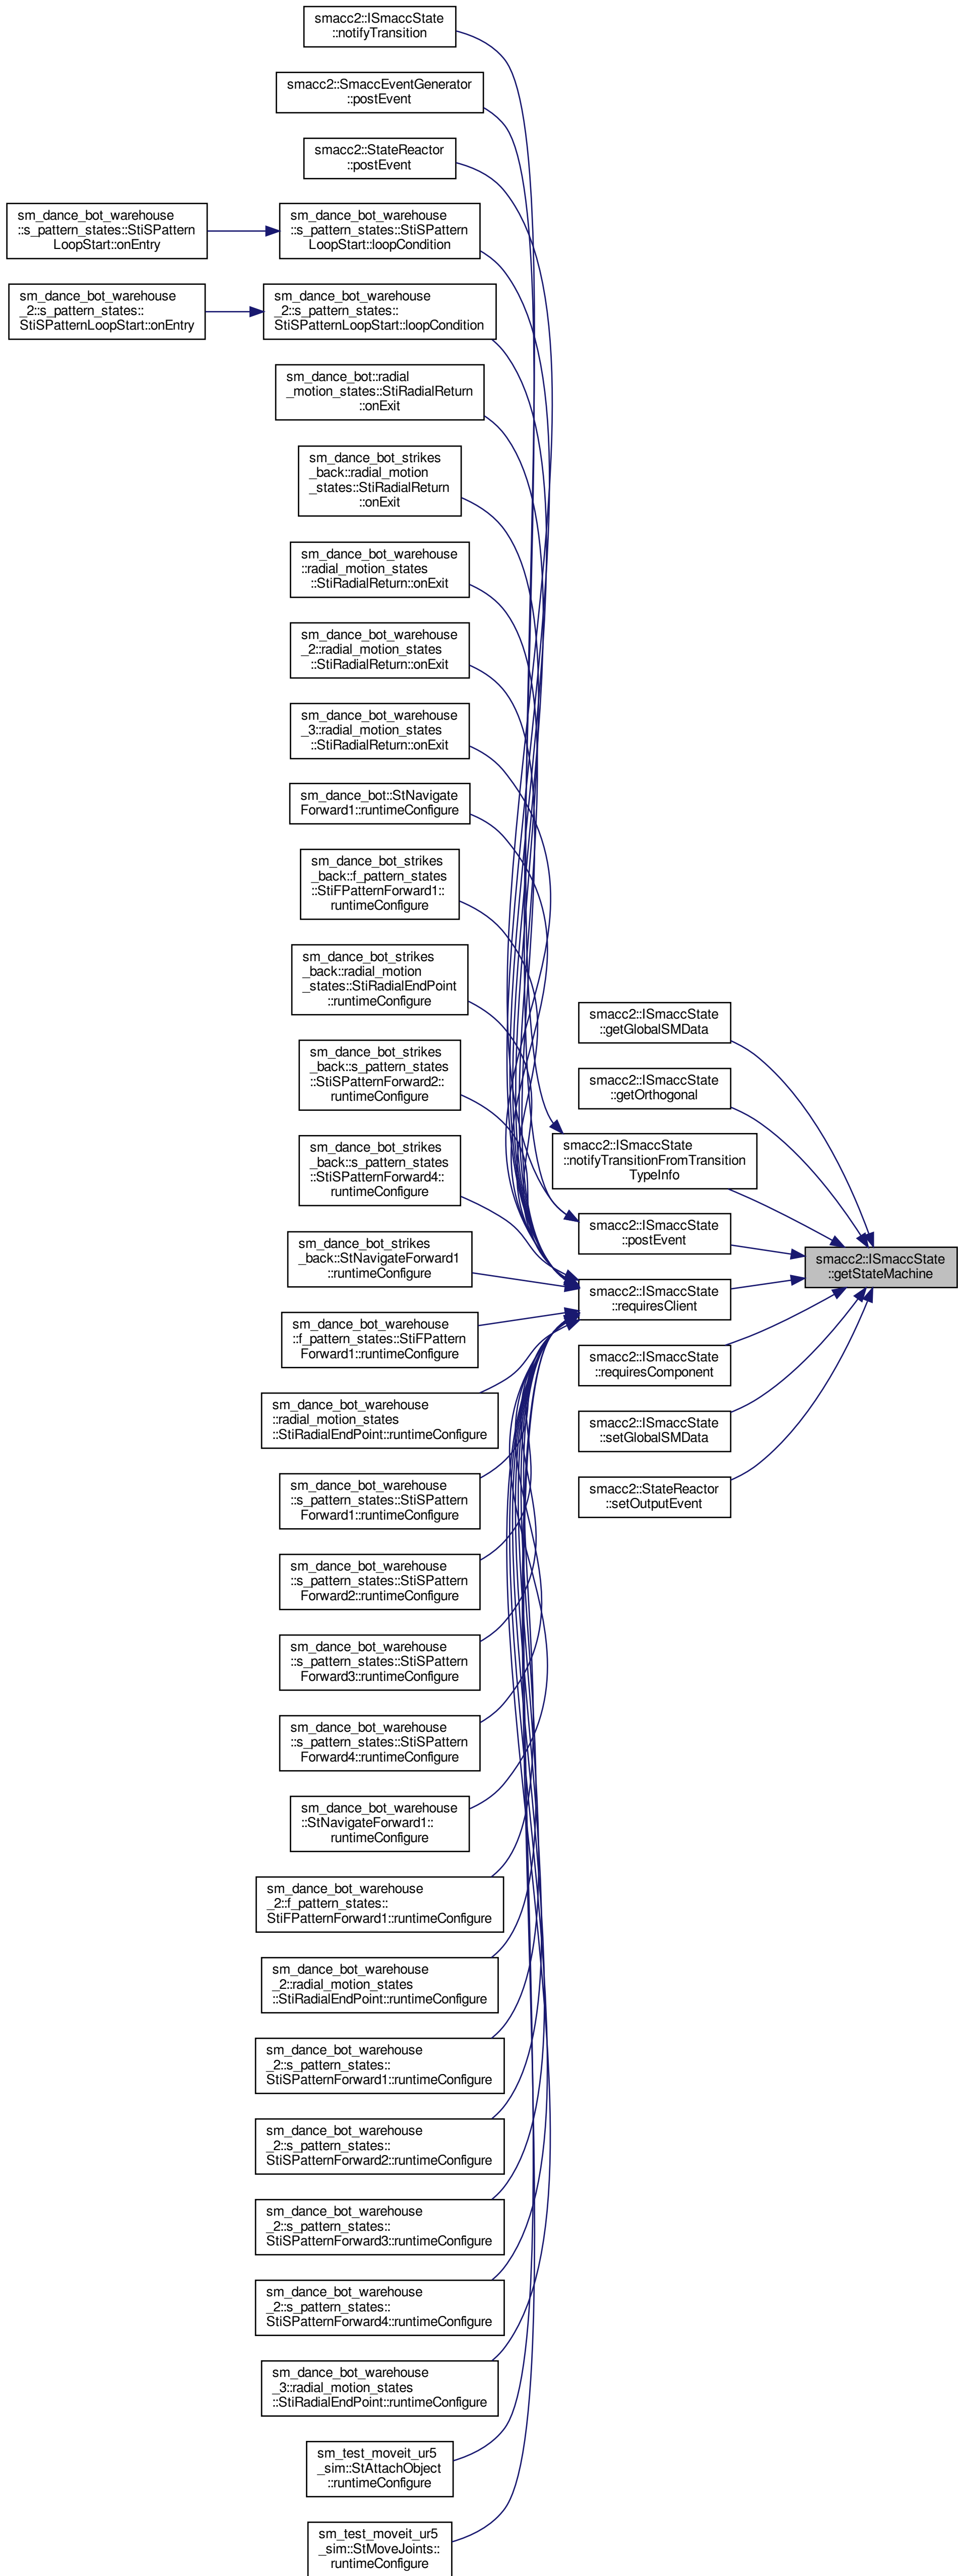 smacc2::ISmaccState
::notifyTransition
smacc2::SmaccEventGenerator
::postEvent
smacc2::StateReactor
::postEvent
sm_dance_bot_warehouse
::s_pattern_states::StiSPattern
LoopStart::onEntry
sm_dance_bot_warehouse
::s_pattern_states::StiSPattern
LoopStart::loopCondition
sm_dance_bot_warehouse
_2::s_pattern_states::
StiSPatternLoopStart::onEntry
sm_dance_bot_warehouse
_2::s_pattern_states::
StiSPatternLoopStart::loopCondition
sm_dance_bot::radial
_motion_states::StiRadialReturn
::onExit
sm_dance_bot_strikes
_back::radial_motion
_states::StiRadialReturn
::onExit
sm_dance_bot_warehouse
::radial_motion_states
::StiRadialReturn::onExit
sm_dance_bot_warehouse
_2::radial_motion_states
::StiRadialReturn::onExit
sm_dance_bot_warehouse
_3::radial_motion_states
::StiRadialReturn::onExit
sm_dance_bot::StNavigate
Forward1::runtimeConfigure
sm_dance_bot_strikes
_back::f_pattern_states
::StiFPatternForward1::
runtimeConfigure
sm_dance_bot_strikes
_back::radial_motion
_states::StiRadialEndPoint
::runtimeConfigure
sm_dance_bot_strikes
_back::s_pattern_states
::StiSPatternForward2::
runtimeConfigure
sm_dance_bot_strikes
_back::s_pattern_states
::StiSPatternForward4::
runtimeConfigure
sm_dance_bot_strikes
_back::StNavigateForward1
::runtimeConfigure
sm_dance_bot_warehouse
::f_pattern_states::StiFPattern
Forward1::runtimeConfigure
sm_dance_bot_warehouse
::radial_motion_states
::StiRadialEndPoint::runtimeConfigure
sm_dance_bot_warehouse
::s_pattern_states::StiSPattern
Forward1::runtimeConfigure
sm_dance_bot_warehouse
::s_pattern_states::StiSPattern
Forward2::runtimeConfigure
sm_dance_bot_warehouse
::s_pattern_states::StiSPattern
Forward3::runtimeConfigure
sm_dance_bot_warehouse
::s_pattern_states::StiSPattern
Forward4::runtimeConfigure
sm_dance_bot_warehouse
::StNavigateForward1::
runtimeConfigure
sm_dance_bot_warehouse
_2::f_pattern_states::
StiFPatternForward1::runtimeConfigure
sm_dance_bot_warehouse
_2::radial_motion_states
::StiRadialEndPoint::runtimeConfigure
sm_dance_bot_warehouse
_2::s_pattern_states::
StiSPatternForward1::runtimeConfigure
sm_dance_bot_warehouse
_2::s_pattern_states::
StiSPatternForward2::runtimeConfigure
sm_dance_bot_warehouse
_2::s_pattern_states::
StiSPatternForward3::runtimeConfigure
sm_dance_bot_warehouse
_2::s_pattern_states::
StiSPatternForward4::runtimeConfigure
sm_dance_bot_warehouse
_3::radial_motion_states
::StiRadialEndPoint::runtimeConfigure
sm_test_moveit_ur5
_sim::StAttachObject
::runtimeConfigure
sm_test_moveit_ur5
_sim::StMoveJoints::
runtimeConfigure
smacc2::ISmaccState
::getGlobalSMData
smacc2::ISmaccState
::getOrthogonal
smacc2::ISmaccState
::notifyTransitionFromTransition
TypeInfo
smacc2::ISmaccState
::postEvent
smacc2::ISmaccState
::requiresClient
smacc2::ISmaccState
::requiresComponent
smacc2::ISmaccState
::setGlobalSMData
smacc2::StateReactor
::setOutputEvent
smacc2::ISmaccState
::getStateMachine